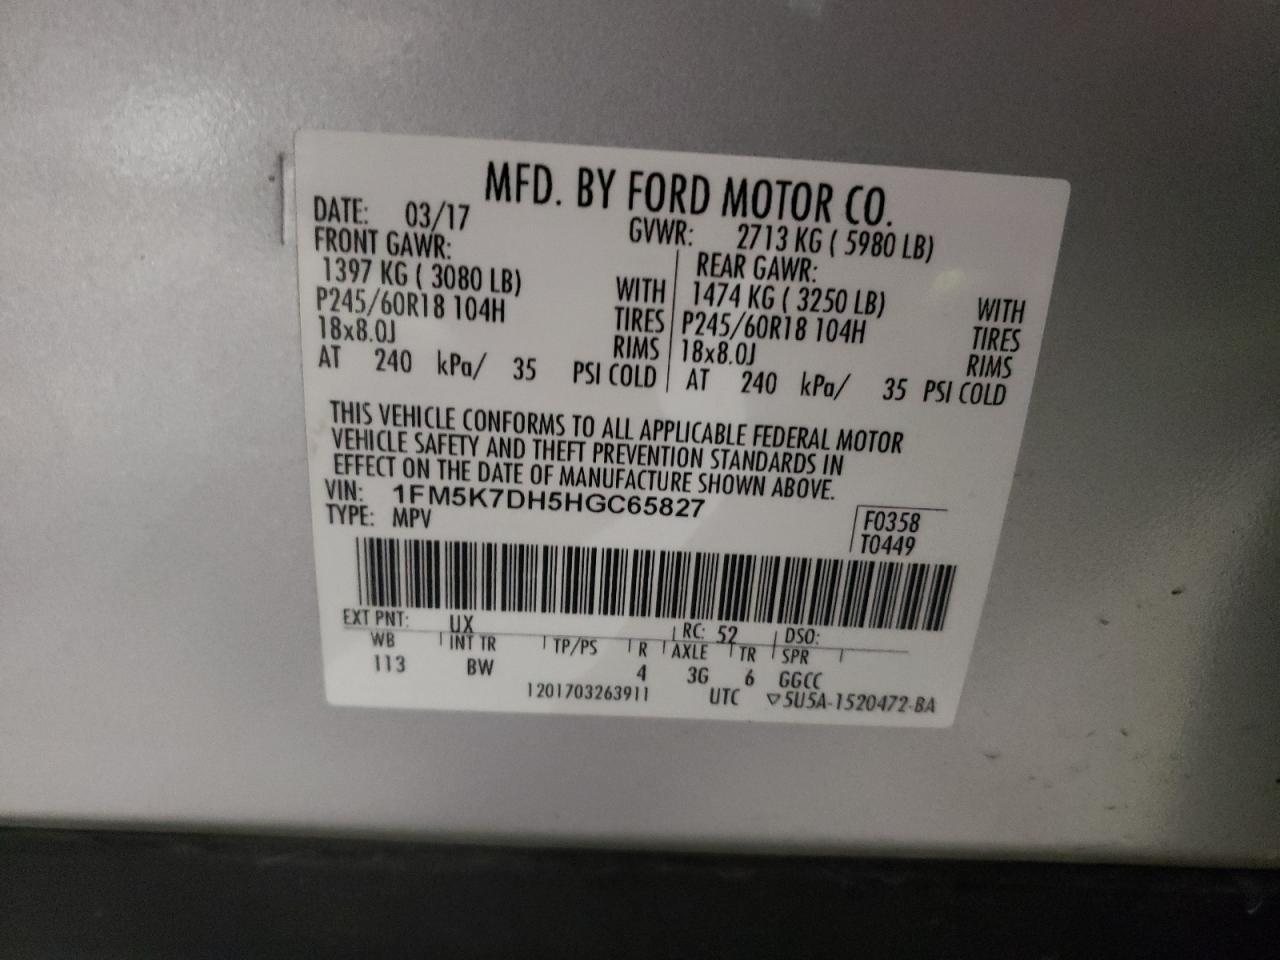 MFD. BY FORD MOTOR CO.
DATE: 03/17 GVWR: 2713 KG ( 5980 LB)
FRONT GAWR: REAR GAWR:
1397 KG ( 3080 LB) WITH 1474 KG ( 3250 LB) WITH
P245/60R18 104H TIRES P245/60R18 104H TIRES
18x8.0J RIMS 18x8.0J RIMS
AT 240 kPa/ 35 PSI COLD AT 240 kPa/ 35 PSI COLD
THIS VEHICLE CONFORMS TO ALL APPLICABLE FEDERAL MOTOR
VEHICLE SAFETY AND THEFT PREVENTION STANDARDS IN
EFFECT ON THE DATE OF MANUFACTURE SHOWN ABOVE.
VIN: 1FM5K7DH5HGC65827
TYPE: MPV
F0358
T0449
EXT PNT: UX RC: 52 DSO:
WB INT TR TP/PS R AXLE TR SPR
113 BW 4 3G 6 GGCC
1201703263911 UTC ▽5U5A-1520472-BA